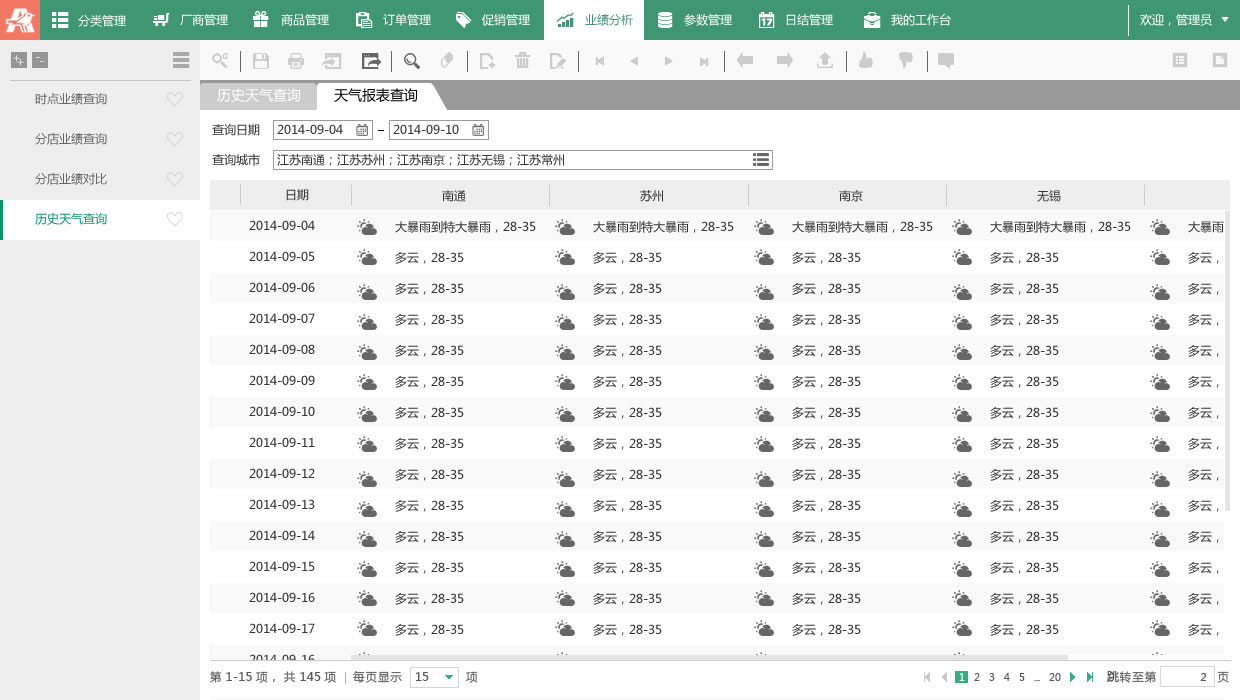 分类管理 厂商管理 商品管理 订单管理 促销管理 业绩分析 参数管理 日结管理 我的工作台 欢迎，管理员
时点业绩查询
分店业绩查询
分店业绩对比
历史天气查询
历史天气查询 天气报表查询
查询日期 2014-09-04 – 2014-09-10
查询城市 江苏南通；江苏苏州；江苏南京；江苏无锡；江苏常州
日期 南通 苏州 南京 无锡
2014-09-04 大暴雨到特大暴雨，28-35 大暴雨到特大暴雨，28-35 大暴雨到特大暴雨，28-35 大暴雨到特大暴雨，28-35 大暴雨
2014-09-05 多云，28-35 多云，28-35 多云，28-35 多云，28-35 多云，
2014-09-06 多云，28-35 多云，28-35 多云，28-35 多云，28-35 多云，
2014-09-07 多云，28-35 多云，28-35 多云，28-35 多云，28-35 多云，
2014-09-08 多云，28-35 多云，28-35 多云，28-35 多云，28-35 多云，
2014-09-09 多云，28-35 多云，28-35 多云，28-35 多云，28-35 多云，
2014-09-10 多云，28-35 多云，28-35 多云，28-35 多云，28-35 多云，
2014-09-11 多云，28-35 多云，28-35 多云，28-35 多云，28-35 多云，
2014-09-12 多云，28-35 多云，28-35 多云，28-35 多云，28-35 多云，
2014-09-13 多云，28-35 多云，28-35 多云，28-35 多云，28-35 多云，
2014-09-14 多云，28-35 多云，28-35 多云，28-35 多云，28-35 多云，
2014-09-15 多云，28-35 多云，28-35 多云，28-35 多云，28-35 多云，
2014-09-16 多云，28-35 多云，28-35 多云，28-35 多云，28-35 多云，
2014-09-17 多云，28-35 多云，28-35 多云，28-35 多云，28-35 多云，
2014-09-16
第 1-15 项，共 145 项 | 每页显示 15 项 1 2 3 4 5 ... 20 跳转至第 2 页